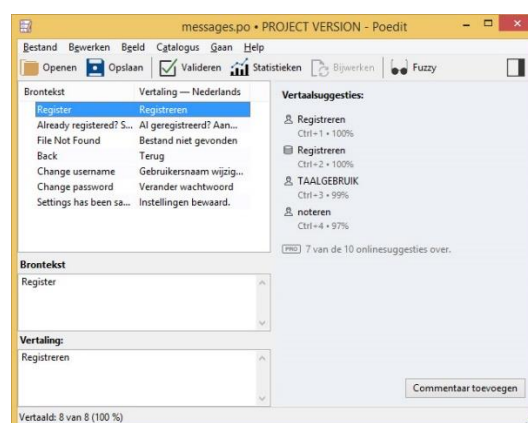 messages.po • PROJECT VERSION - Poedit
Bestand Bewerken Beeld Catalogus Gaan Help
Openen Opslaan Valideren Statistieken Bijwerken Fuzzy
Brontekst Vertaling — Nederlands
Register Registreren
Already registered? S... Al geregistreerd? Aan...
File Not Found Bestand niet gevonden
Back Terug
Change username Gebruikersnaam wijzig...
Change password Verander wachtwoord
Settings has been sa... Instellingen bewaard.
Brontekst
Register
Vertaling:
Registreren
Vertaalsuggesties:
Registreren
Ctrl+1 • 100%
Registreren
Ctrl+2 • 100%
TAALGEBRUIK
Ctrl+3 • 99%
noteren
Ctrl+4 • 97%
PRO 7 van de 10 onlinesuggesties over.
Commentaar toevoegen
Vertaald: 8 van 8 (100 %)